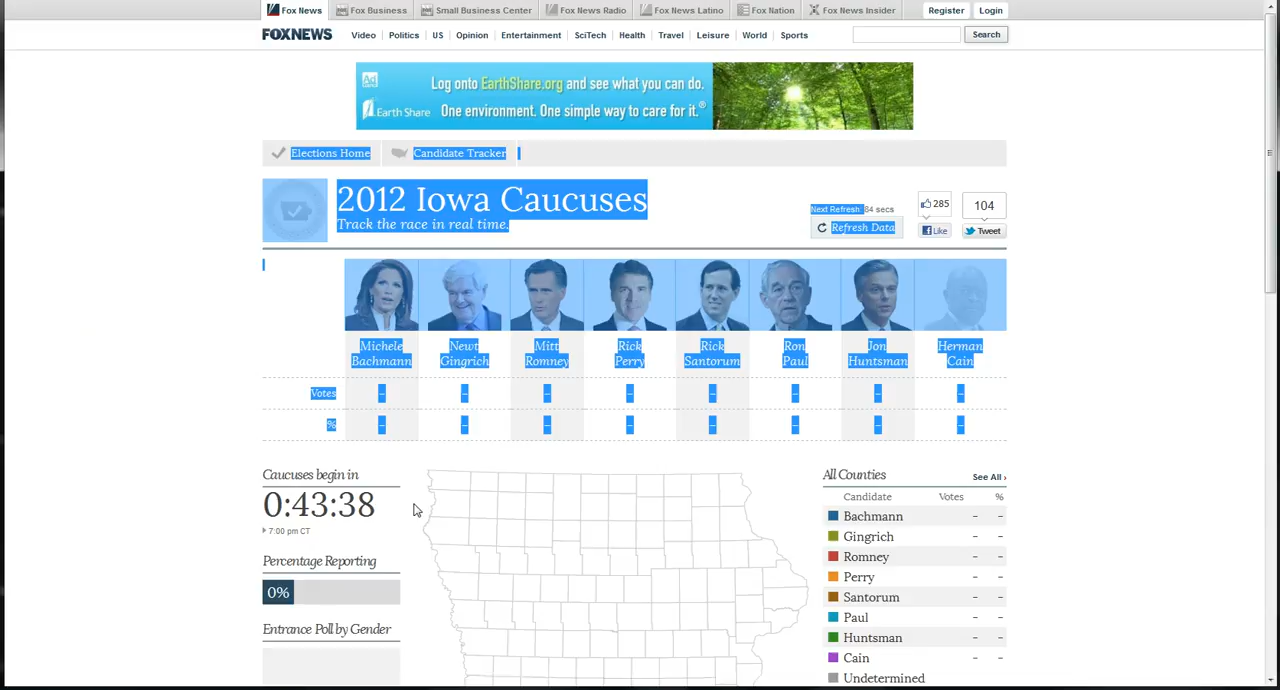 Fox News Fox Business Small Business Center Fox News Radio Fox News Latino Fox Nation Fox News Insider Register Login
FOXNEWS Video Politics US Opinion Entertainment SciTech Health Travel Leisure World Sports Search
Ad
Log onto EarthShare.org and see what you can do.
Earth Share One environment. One simple way to care for it.®
Elections Home Candidate Tracker
2012 Iowa Caucuses
Track the race in real time.
Next Refresh: 84 secs
Refresh Data
285
Like
104
Tweet
Michele Bachmann
Newt Gingrich
Mitt Romney
Rick Perry
Rick Santorum
Ron Paul
Jon Huntsman
Herman Cain
Votes – – – – – – – –
% – – – – – – – –
Caucuses begin in
0:43:38
7:00 pm CT
Percentage Reporting
0%
Entrance Poll by Gender
All Counties See All ›
Candidate Votes %
Bachmann - -
Gingrich - -
Romney - -
Perry - -
Santorum - -
Paul - -
Huntsman - -
Cain - -
Undetermined